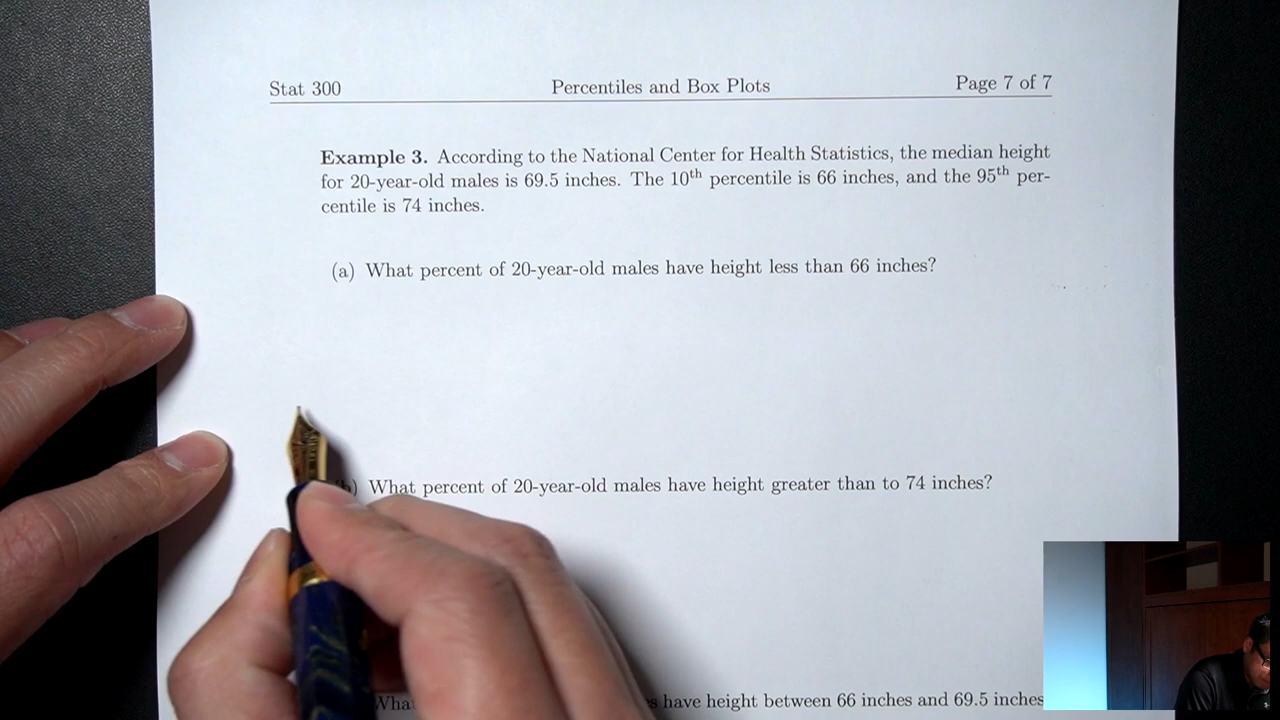 Stat 300 Percentiles and Box Plots Page 7 of 7
Example 3. According to the National Center for Health Statistics, the median height
for 20-year-old males is 69.5 inches. The 10th percentile is 66 inches, and the 95th per-
centile is 74 inches.
(a) What percent of 20-year-old males have height less than 66 inches?
What percent of 20-year-old males have height greater than to 74 inches?
have height between 66 inches and 69.5 inches